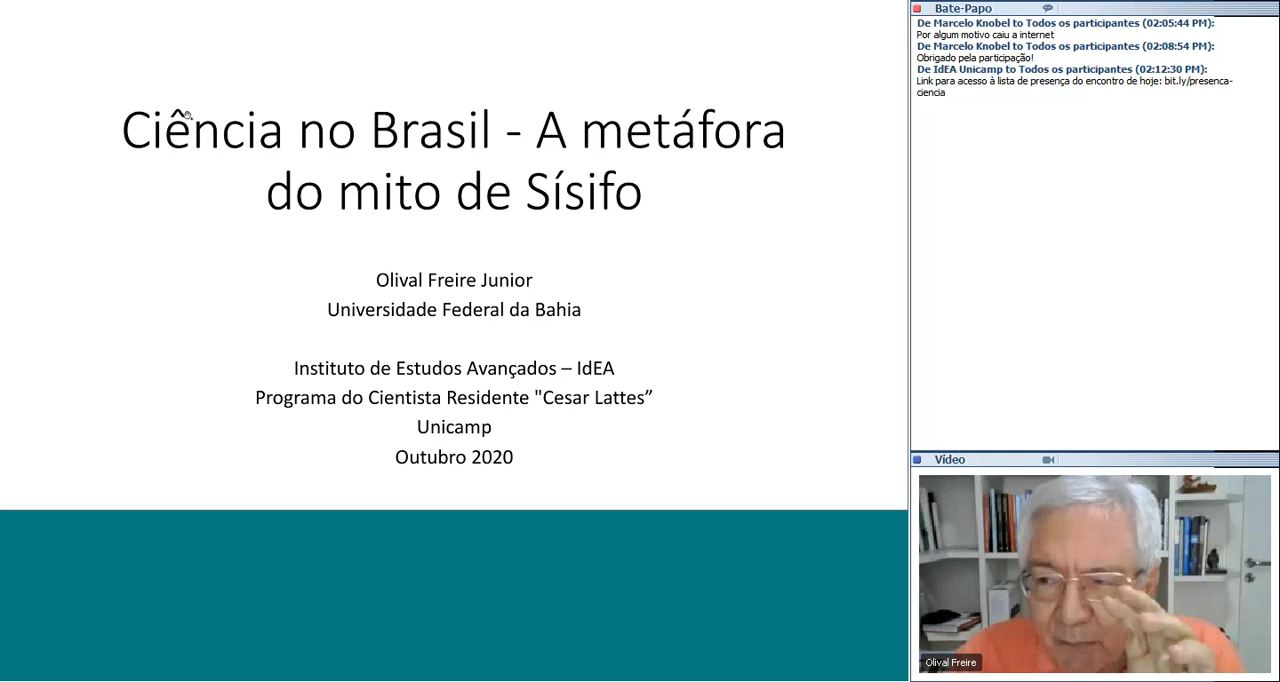 Ciência no Brasil - A metáfora
do mito de Sísifo
Olival Freire Junior
Universidade Federal da Bahia
Instituto de Estudos Avançados – IdEA
Programa do Cientista Residente "Cesar Lattes”
Unicamp
Outubro 2020
Bate-Papo
De Marcelo Knobel to Todos os participantes (02:05:44 PM):
Por algum motivo caiu a internet
De Marcelo Knobel to Todos os participantes (02:08:54 PM):
Obrigado pela participação!
De IdEA Unicamp to Todos os participantes (02:12:30 PM):
Link para acesso à lista de presença do encontro de hoje: bit.ly/presenca-
ciencia
Vídeo
Olival Freire